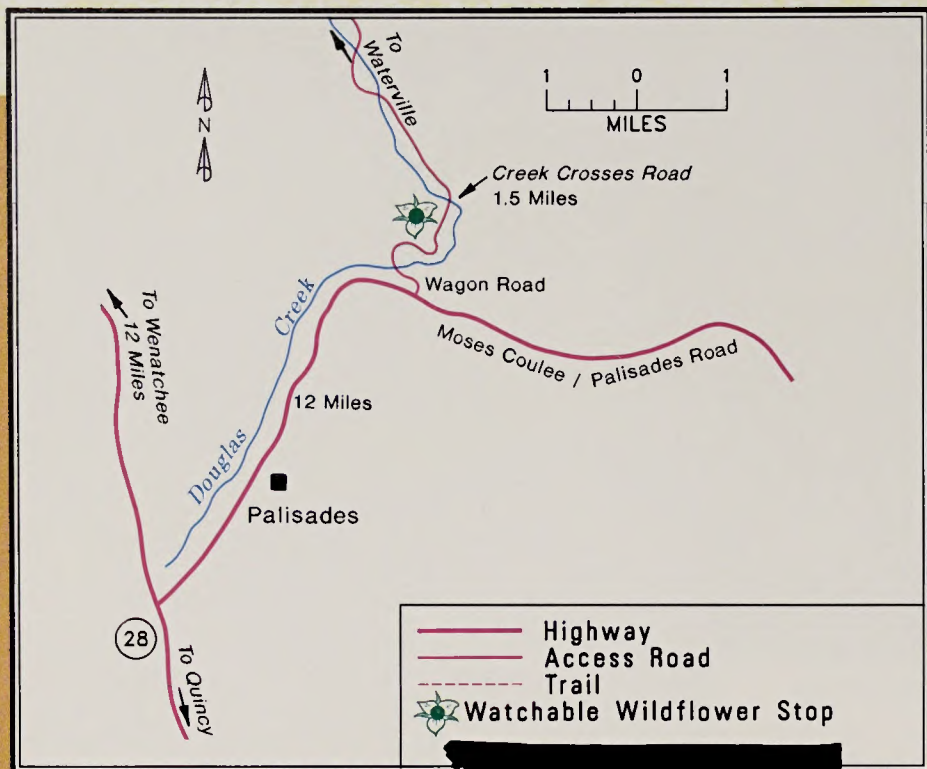 To
Waterville
N
1 0 1
MILES
Creek Crosses Road
1.5 Miles
Wagon Road
Moses Coulee / Palisades Road
To Wenatchee
12 Miles
Douglas Creek
12 Miles
Palisades
28
To Quincy
Highway
Access Road
Trail
Watchable Wildflower Stop